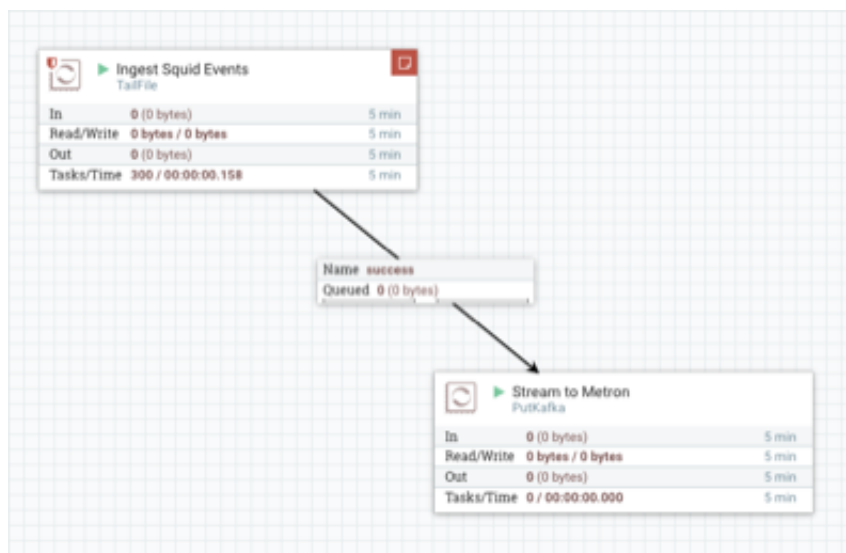 Ingest Squid Events
TailFile
In 0 (0 bytes) 5 min
Read/Write 0 bytes / 0 bytes 5 min
Out 0 (0 bytes) 5 min
Tasks/Time 300 / 00:00:00.158 5 min
Name success
Queued 0 (0 bytes)
Stream to Metron
PutKafka
In 0 (0 bytes) 5 min
Read/Write 0 bytes / 0 bytes 5 min
Out 0 (0 bytes) 5 min
Tasks/Time 0 / 00:00:00.000 5 min